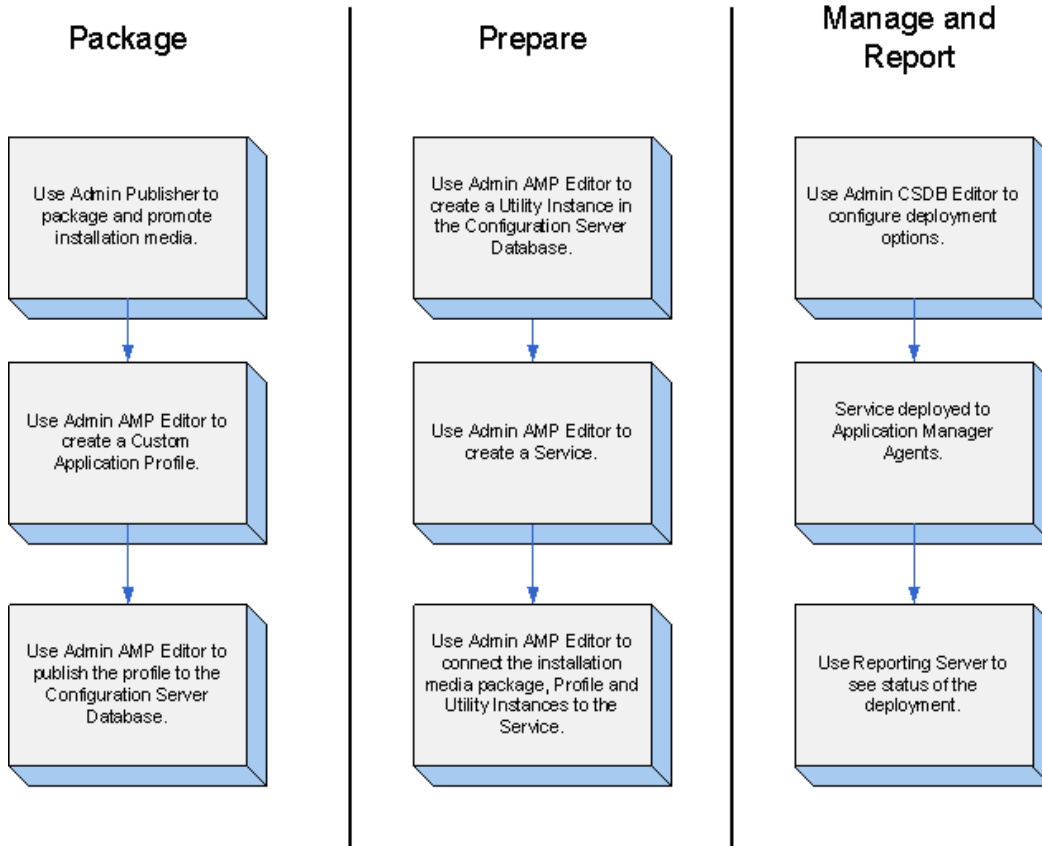 Package
Use Admin Publisher to
package and promote
installation media.
Use Admin AMP Editor to
create a Custom
Application Profile.
Use Admin AMP Editor to
publish the profile to the
Configuration Server
Database.
Prepare
Use Admin AMP Editor to
create a Utility Instance in
the Configuration Server
Database.
Use Admin AMP Editor to
create a Service.
Use Admin AMP Editor to
connect the installation
media package, Profile and
Utility Instances to the
Service.
Manage and
Report
Use Admin CSDB Editor to
configure deployment
options.
Service deployed to
Application Manager
Agents.
Use Reporting Server to
see status of the
deployment.